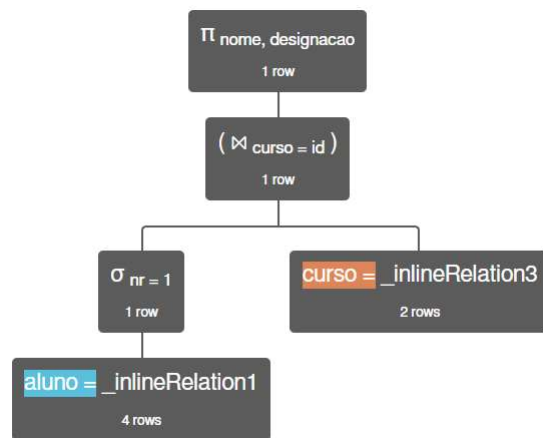 π nome, designacao
1 row
( ⋈ curso = id )
1 row
σ nr = 1
1 row
curso = _inlineRelation3
2 rows
aluno = _inlineRelation1
4 rows